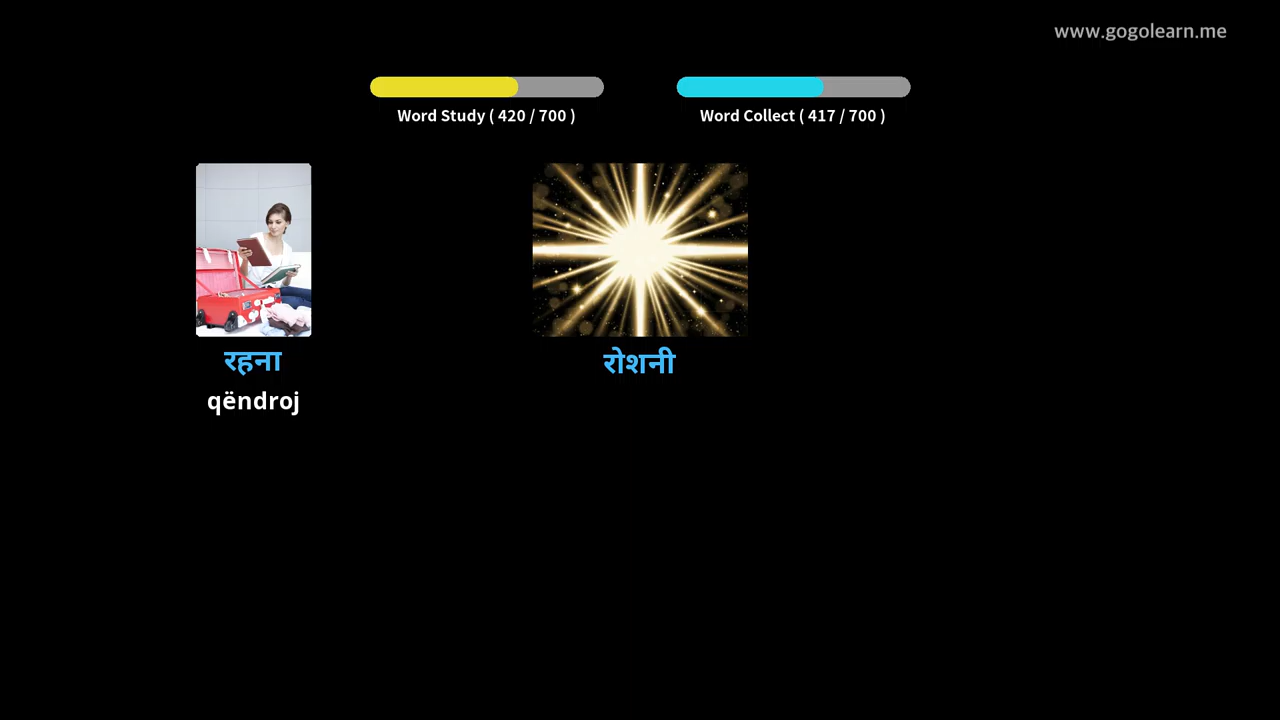 www.gogolearn.me
Word Study ( 420 / 700 )
Word Collect ( 417 / 700 )
रहना
qëndroj
रोशनी